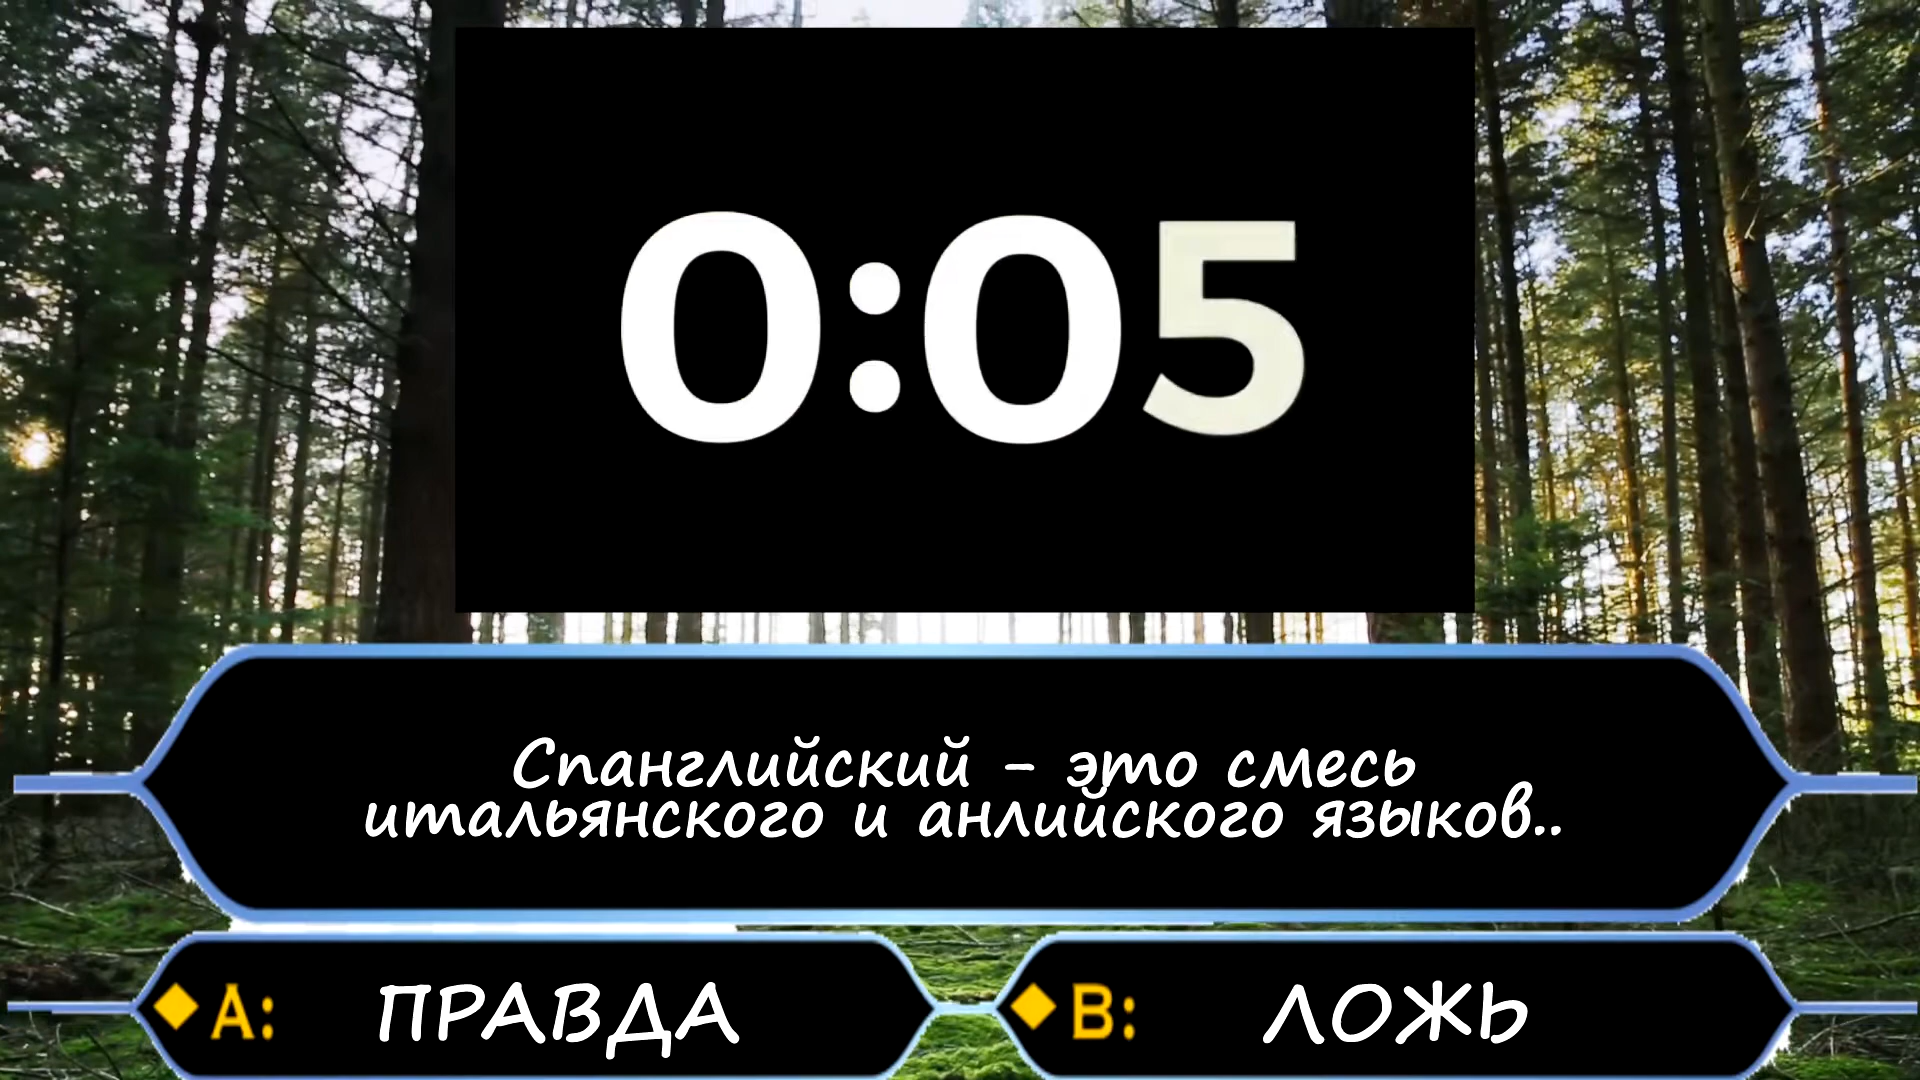 0:05
Спанглийский - это смесь
итальянского и анлийского языков..
A: ПРАВДА
B: ЛОЖЬ